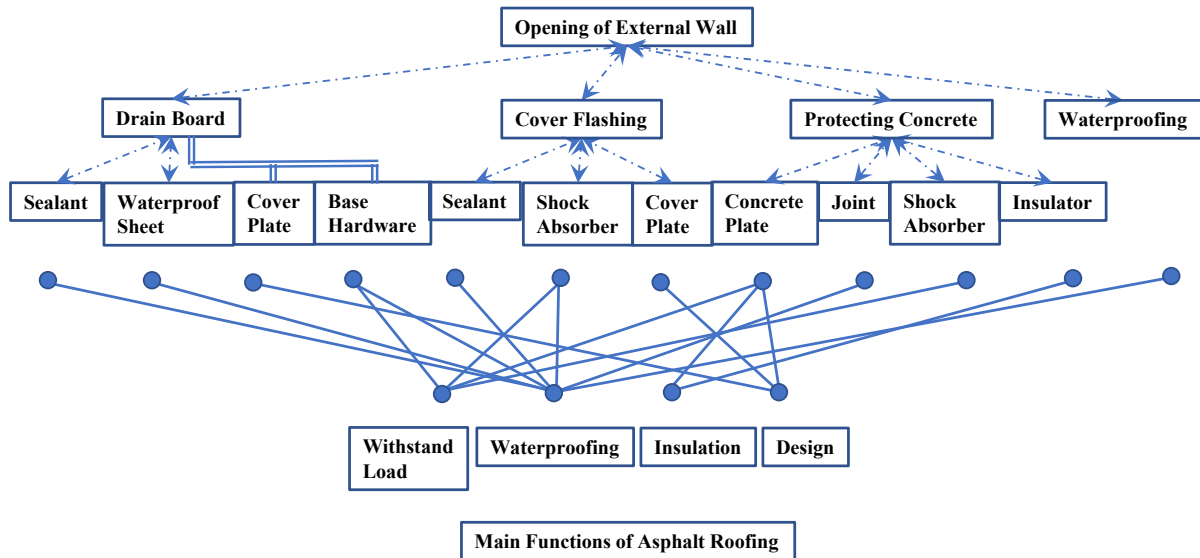 Opening of External Wall
Drain Board
Cover Flashing
Protecting Concrete
Waterproofing
Sealant
Waterproof
Sheet
Cover
Plate
Base
Hardware
Sealant
Shock
Absorber
Cover
Plate
Concrete
Plate
Joint
Shock
Absorber
Insulator
Withstand
Load
Waterproofing
Insulation
Design
Main Functions of Asphalt Roofing